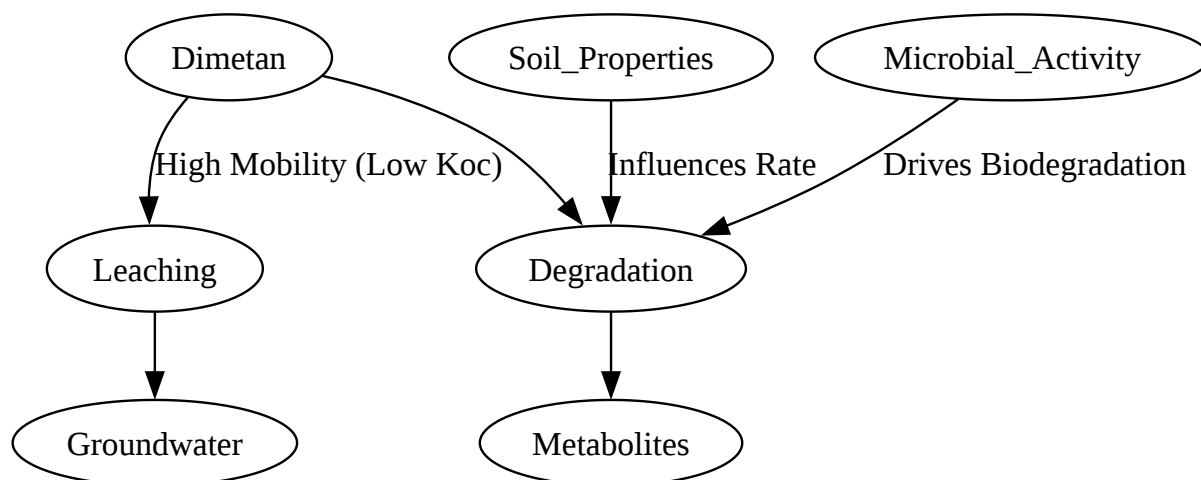 Dimetan
Soil_Properties
Microbial_Activity
High Mobility (Low Koc)
Influences Rate
Drives Biodegradation
Leaching
Degradation
Groundwater
Metabolites